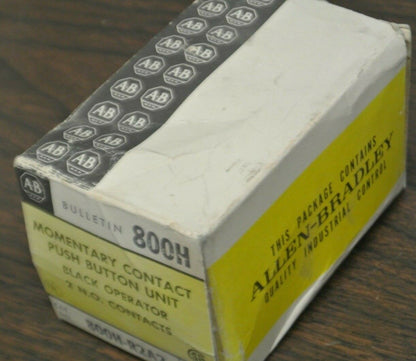 AB
BULLETIN 800H
MOMENTARY CONTACT
PUSH BUTTON UNIT
BLACK OPERATOR
2 N.O. CONTACTS
THIS PACKAGE CONTAINS
ALLEN-BRADLEY
QUALITY INDUSTRIAL CONTROL